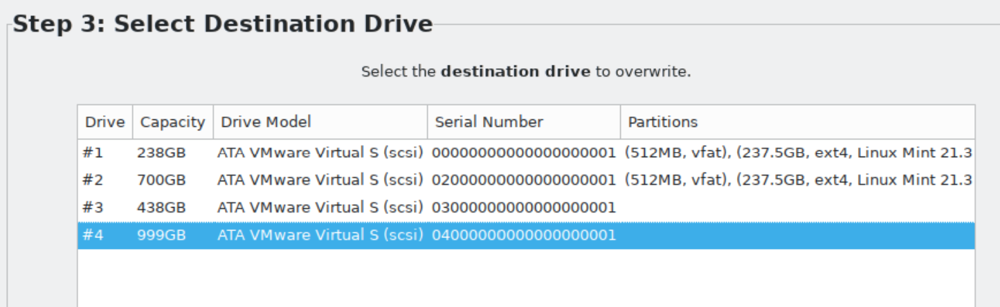 Step 3: Select Destination Drive
Select the destination drive to overwrite.
Drive Capacity Drive Model Serial Number Partitions
#1 238GB ATA VMware Virtual S (scsi) 00000000000000000001 (512MB, vfat), (237.5GB, ext4, Linux Mint 21.3
#2 700GB ATA VMware Virtual S (scsi) 02000000000000000001 (512MB, vfat), (237.5GB, ext4, Linux Mint 21.3
#3 438GB ATA VMware Virtual S (scsi) 03000000000000000001
#4 999GB ATA VMware Virtual S (scsi) 04000000000000000001